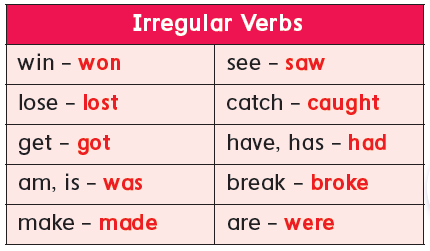 Irregular Verbs
win – won
see – saw
lose – lost
catch – caught
get – got
have, has – had
am, is – was
break – broke
make – made
are – were